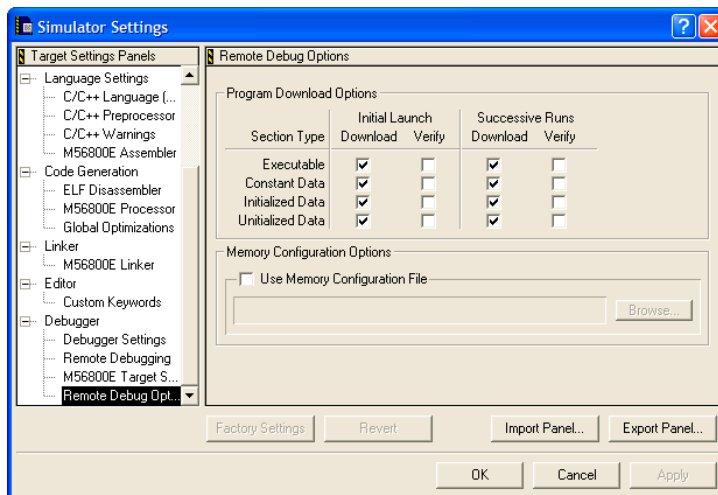 Simulator Settings
Target Settings Panels
Language Settings
C/C++ Language (...
C/C++ Preprocessor
C/C++ Warnings
M56800E Assembler
Code Generation
ELF Disassembler
M56800E Processor
Global Optimizations
Linker
M56800E Linker
Editor
Custom Keywords
Debugger
Debugger Settings
Remote Debugging
M56800E Target S...
Remote Debug Opt...
Remote Debug Options
Program Download Options
Initial Launch Successive Runs
Section Type Download Verify Download Verify
Executable
Constant Data
Initialized Data
Unitialized Data
Memory Configuration Options
Use Memory Configuration File
Browse...
Factory Settings Revert Import Panel... Export Panel...
OK Cancel Apply